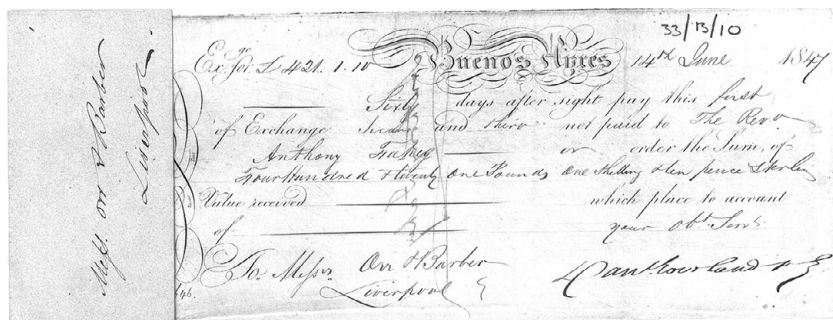 33/13/10
Messrs. Orr & Barber
Liverpool.
Ex. for £ 421.1.10 Buenos Ayres 14th June 1847
Sixty days after sight pay this first
of Exchange second and third not paid to The Revd.
Anthony Fahey or order the Sum of
Four Hundred & twenty One Pounds One Shilling & ten pence Sterling
Value received which place to account
of your obt. Servts.
To Messrs. Orr & Barber
Liverpool